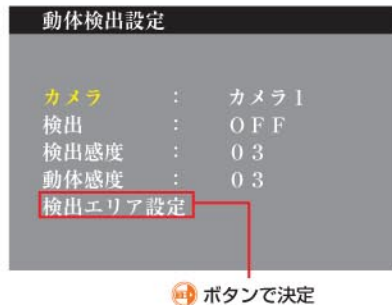 動体検出設定
カメラ : カメラ1
検出 : OFF
検出感度 : 03
動体感度 : 03
検出エリア設定
ボタンで決定